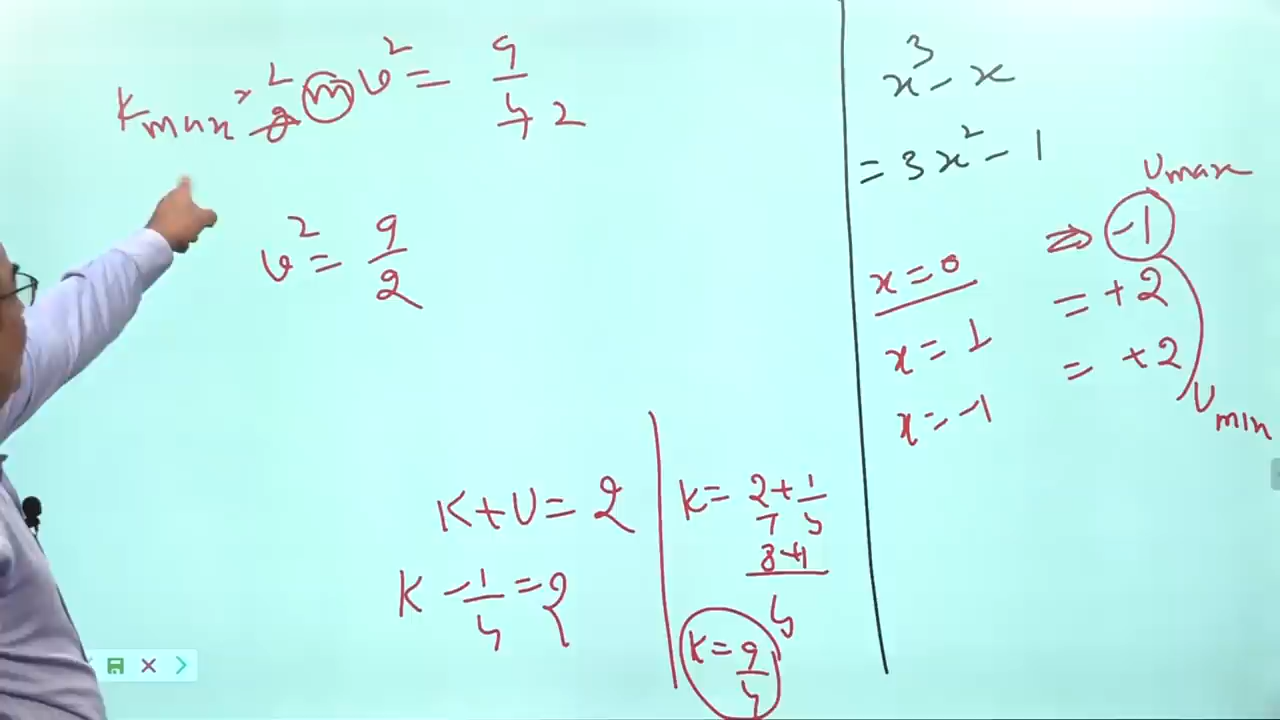 Kmax = 1/2 m v² = 9/4 2
v² = 9/2
K+U = 2
K - 1/4 = 2
K = 2/1 + 1/4
8+1/4
K = 9/4
x³ - x
= 3x² - 1
Umax
x = 0 ⇒ -1
x = 1 = +2
x = -1 = +2
Umin